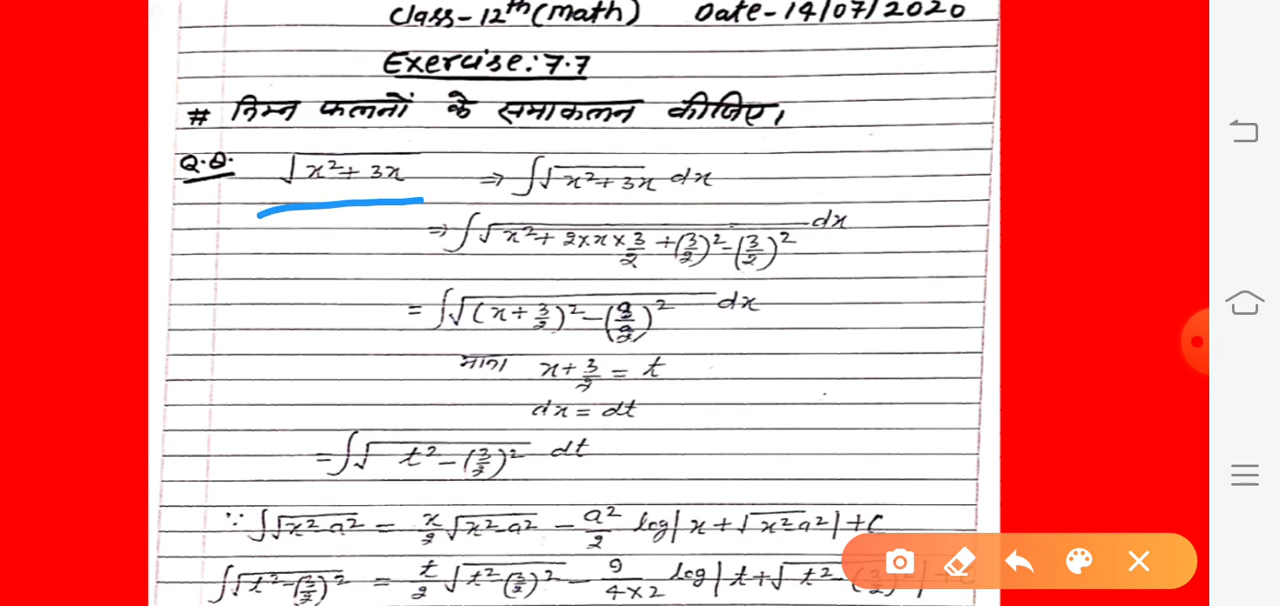 Class-12th (Math) Date-14/07/2020
Exercise:7.7
# निम्न फलनों के समाकलन कीजिए।
Q.8. √(x²+3x) ⇒ ∫√(x²+3x) dx
⇒ ∫√(x²+2×x×3/2+(3/2)²-(3/2)²) dx
= ∫√((x+3/2)²-(3/2)²) dx
माना x+3/2 = t
dx = dt
= ∫√(t²-(3/2)²) dt
∵ ∫√(x²-a²) = x/2 √(x²-a²) - a²/2 log|x+√(x²-a²)|+C
∫√(t²-(3/2)²) = t/2 √(t²-(3/2)²) - 9/(4×2) log|t+√(t²-(3/2)²)|